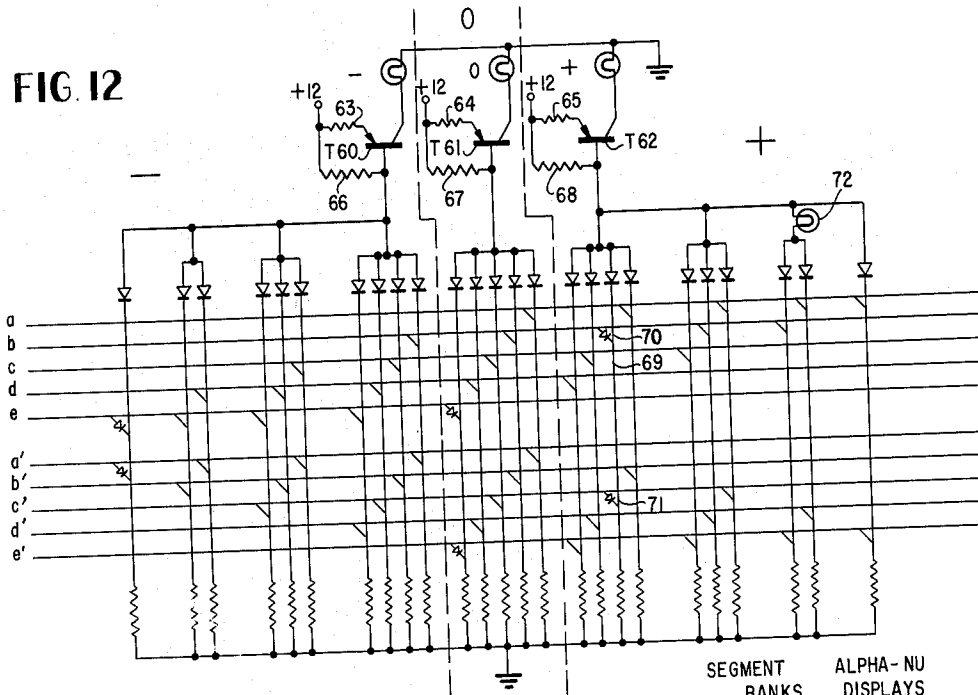 FIG. 12
0
- 0 +
+12 +12 +12
63 64 65
T60 T61 T62
- +
66 67 68
72
a
b 70
c 69
d
e
a'
b'
c' 71
d'
e'
SEGMENT ALPHA-NU
BANKS DISPLAYS